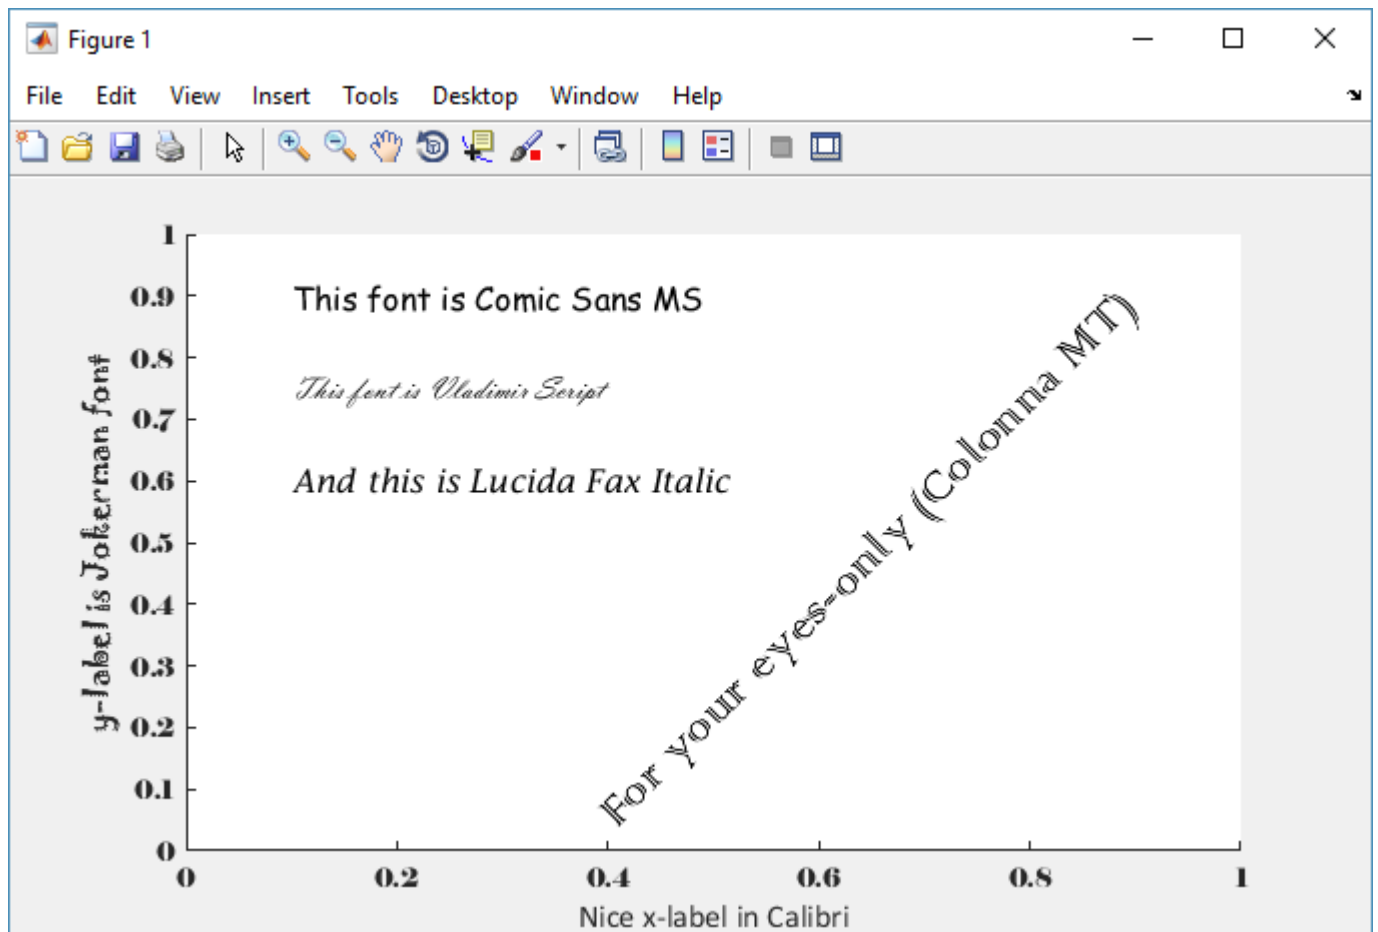 Figure 1
File Edit View Insert Tools Desktop Window Help
1
0.9
0.8
0.7
0.6
0.5
0.4
0.3
0.2
0.1
0
y-label is Jokerman font
This font is Comic Sans MS
This font is Vladimir Script
And this is Lucida Fax Italic
For your eyes-only (Colonna MT)
0 0.2 0.4 0.6 0.8 1
Nice x-label in Calibri